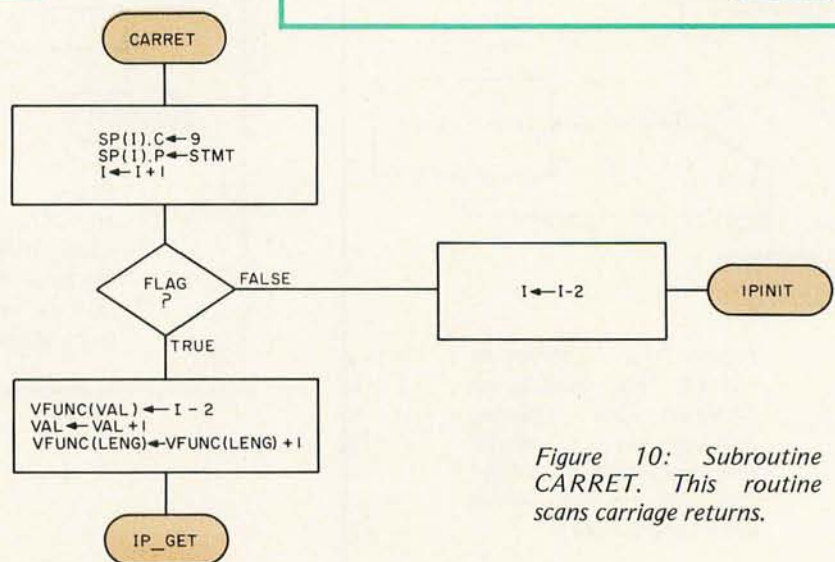 CARRET
SP(I).C←9
SP(I).P←STMT
I←I+1
FLAG
?
FALSE
TRUE
I←I-2
IPINIT
VFUNC(VAL)←I-2
VAL←VAL+1
VFUNC(LENG)←VFUNC(LENG)+1
IP_GET
Figure 10: Subroutine
CARRET. This routine
scans carriage returns.